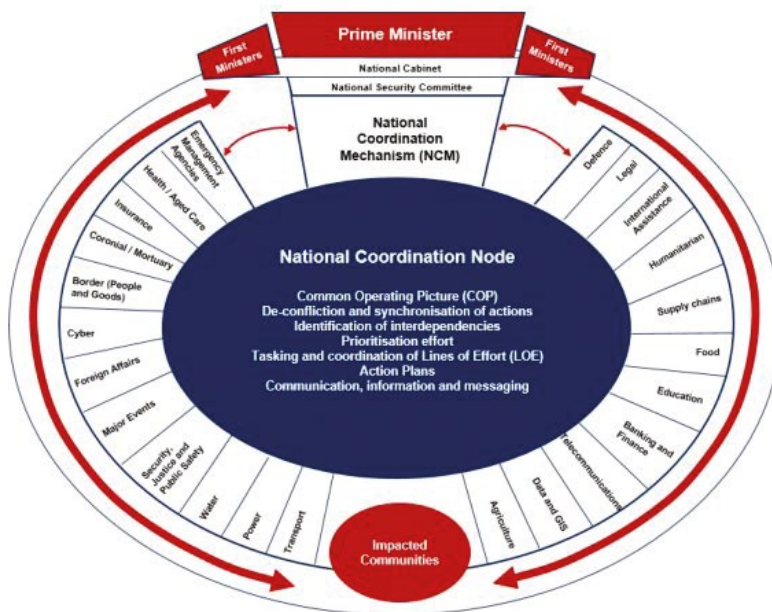 Prime Minister
First
Ministers
First
Ministers
National Cabinet
National Security Committee
National
Coordination
Mechanism (NCM)
Emergency
Management
Agencies
Health / Aged Care
Insurance
Coronial / Mortuary
Border (People
and Goods)
Cyber
Foreign Affairs
Major Events
Security,
Justice and
Public Safety
Water
Power
Transport
National Coordination Node
Common Operating Picture (COP)
De-confliction and synchronisation of actions
Identification of interdependencies
Prioritisation effort
Tasking and coordination of Lines of Effort (LOE)
Action Plans
Communication, information and messaging
Defence
Legal
International
Assistance
Humanitarian
Supply chains
Food
Education
Banking and
Finance
Telecommunications
Data and GIS
Agriculture
Impacted
Communities